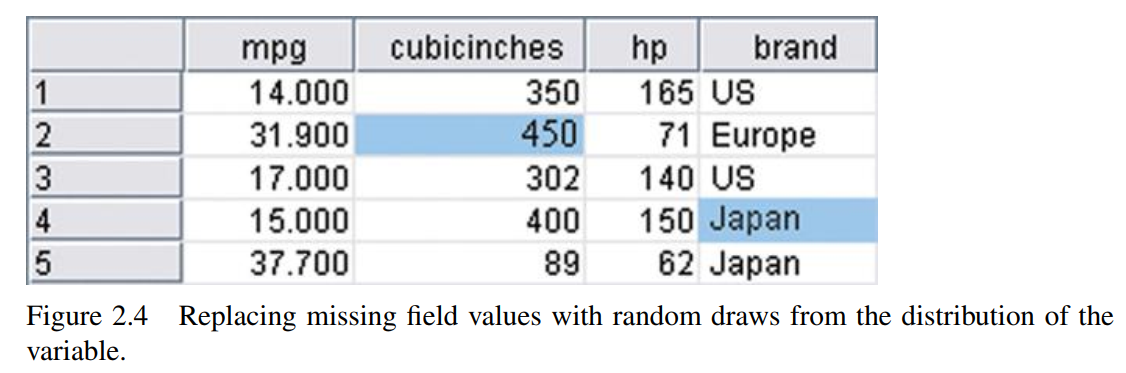 mpg cubicinches hp brand
1 14.000 350 165 US
2 31.900 450 71 Europe
3 17.000 302 140 US
4 15.000 400 150 Japan
5 37.700 89 62 Japan
Figure 2.4 Replacing missing field values with random draws from the distribution of the
variable.